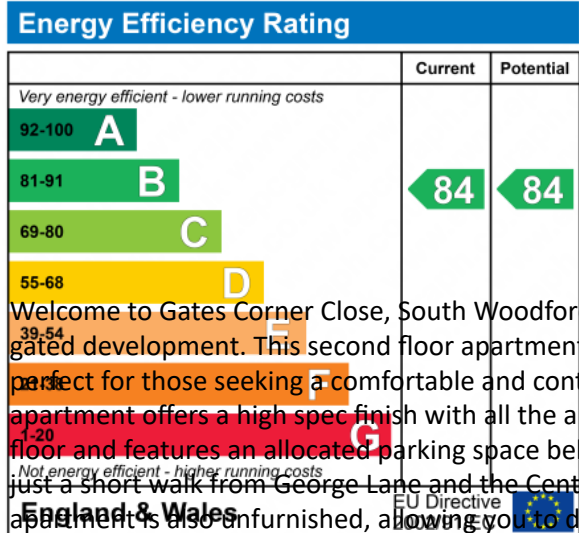 Energy Efficiency Rating
Current Potential
Very energy efficient - lower running costs
92-100 A
81-91 B 84 84
69-80 C
55-68 D
Welcome to Gates Corner Close, South Woodfor
39-54 E
gated development. This second floor apartment
F
perfect for those seeking a comfortable and cont
apartment offers a high spec finish with all the a
1-20 G
floor and features an allocated parking space bel
Not energy efficient - higher running costs
just a short walk from George Lane and the Cent
England & Wales EU Directive
apartment is also unfurnished, allowing you to d